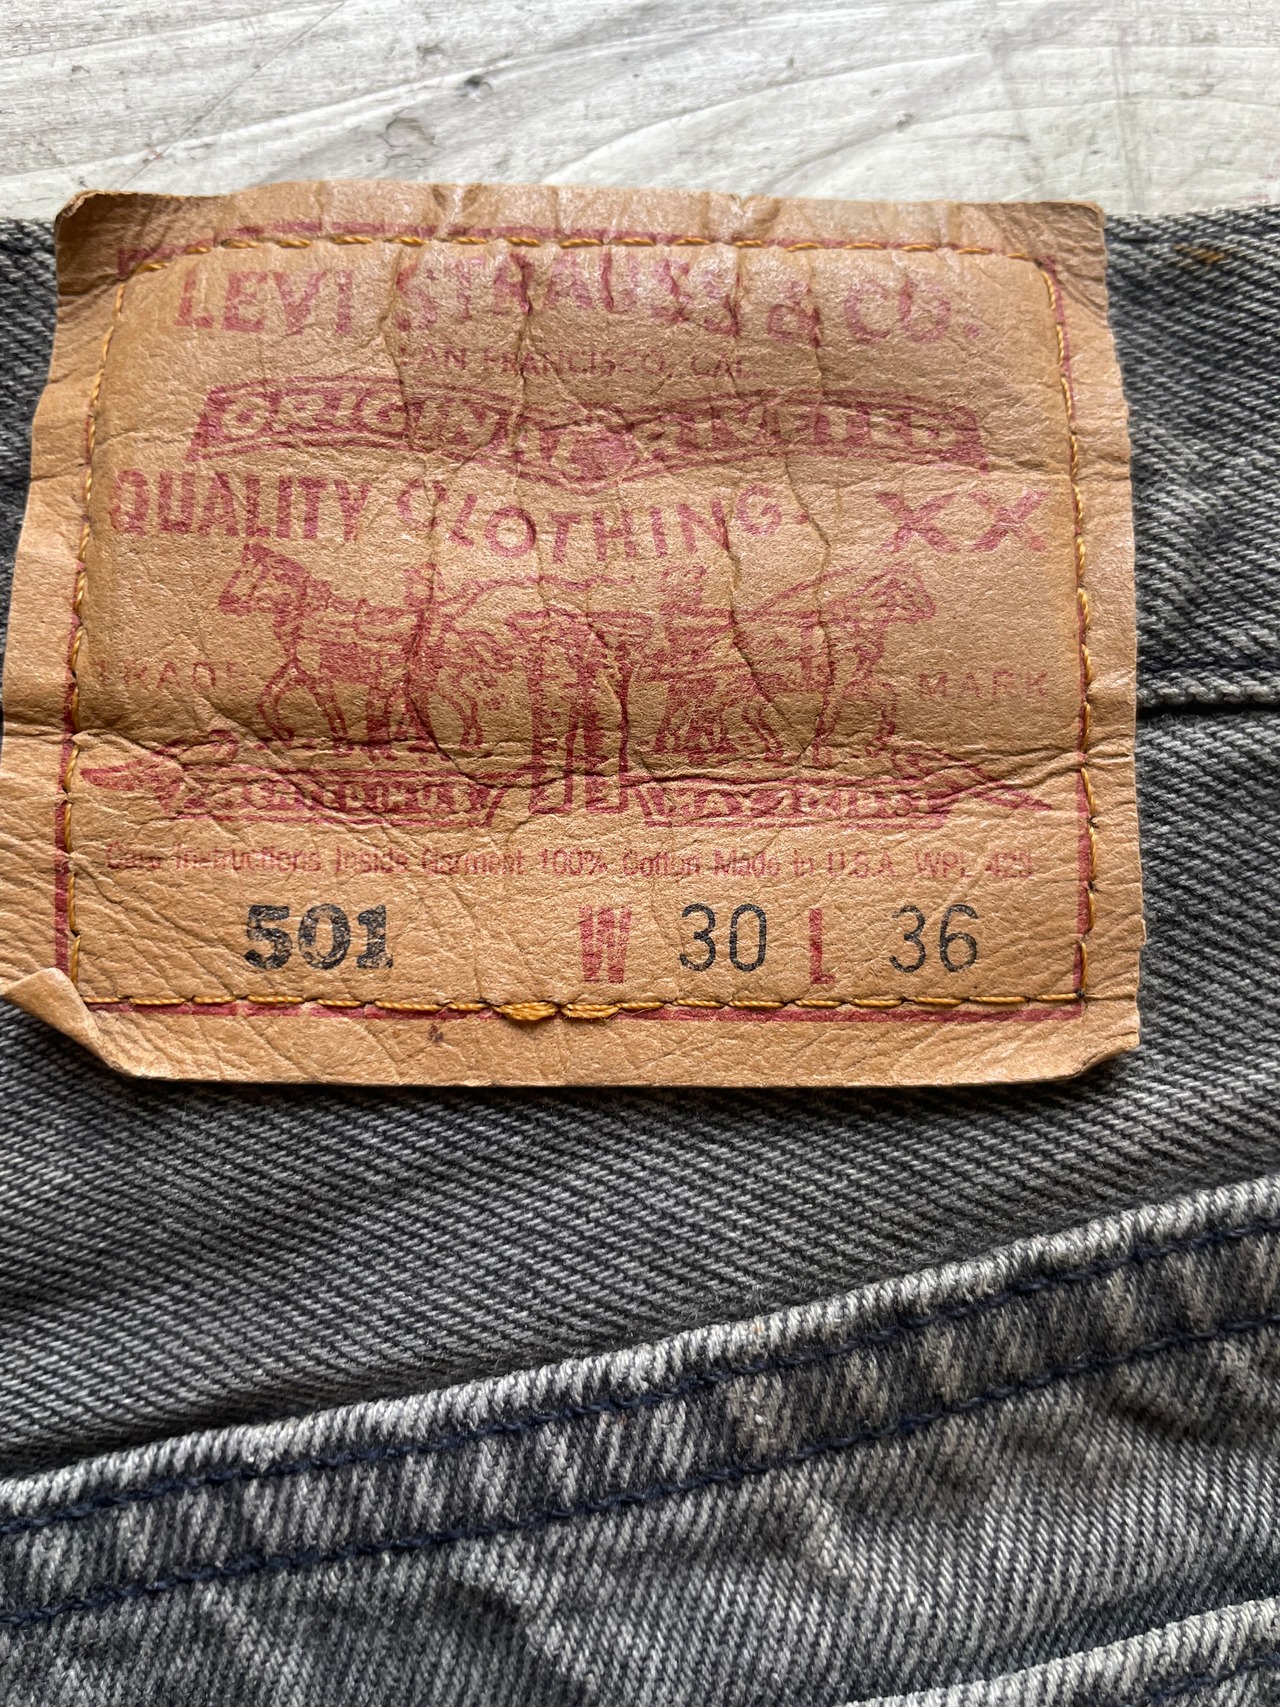 LEVI STRAUSS & CO.
SAN FRANCISCO, CAL.
ORIGINAL RIVETED
QUALITY CLOTHING. XX
TRADE MARK
Care Instructions Inside Garment 100% Cotton Made in U.S.A. WPL 423
501 W 30 L 36